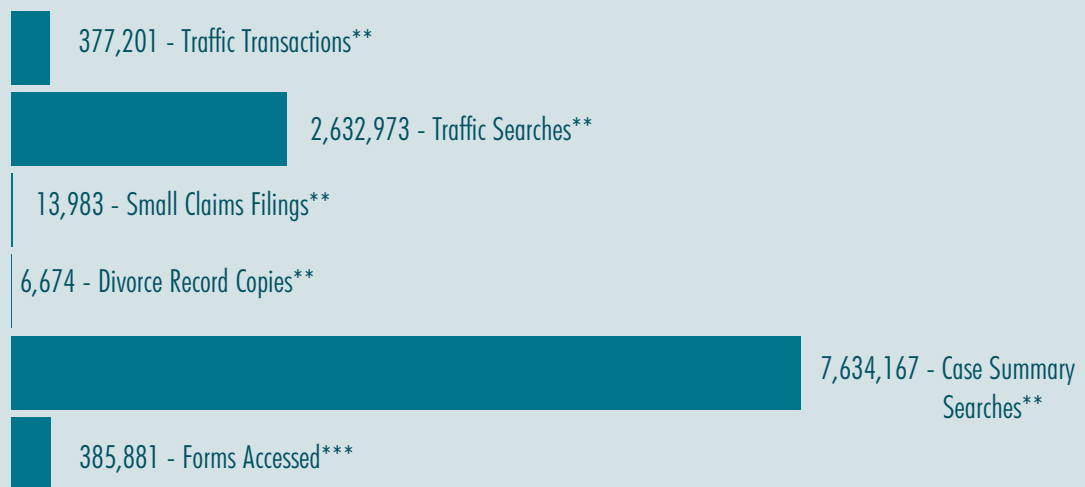 377,201 - Traffic Transactions**
2,632,973 - Traffic Searches**
13,983 - Small Claims Filings**
6,674 - Divorce Record Copies**
7,634,167 - Case Summary
Searches**
385,881 - Forms Accessed***